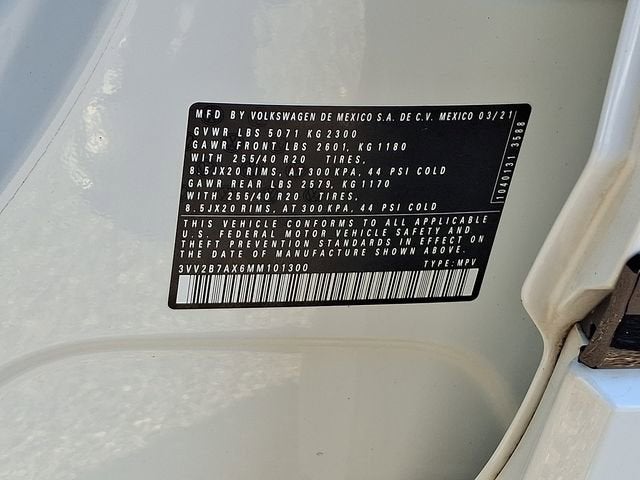 MFD BY VOLKSWAGEN DE MEXICO S.A. DE C.V. MEXICO 03/21
GVWR LBS 5071 KG 2300
GAWR FRONT LBS 2601, KG 1180
WITH 255/40 R20 TIRES,
8.5JX20 RIMS, AT 300 KPA, 44 PSI COLD
GAWR REAR LBS 2579, KG 1170
WITH 255/40 R20 TIRES,
8.5JX20 RIMS, AT 300 KPA, 44 PSI COLD
1040131 3588
THIS VEHICLE CONFORMS TO ALL APPLICABLE
U.S. FEDERAL MOTOR VEHICLE SAFETY AND
THEFT PREVENTION STANDARDS IN EFFECT ON
THE DATE OF MANUFACTURE SHOWN ABOVE.
3VV2B7AX6MM101300 TYPE: MPV